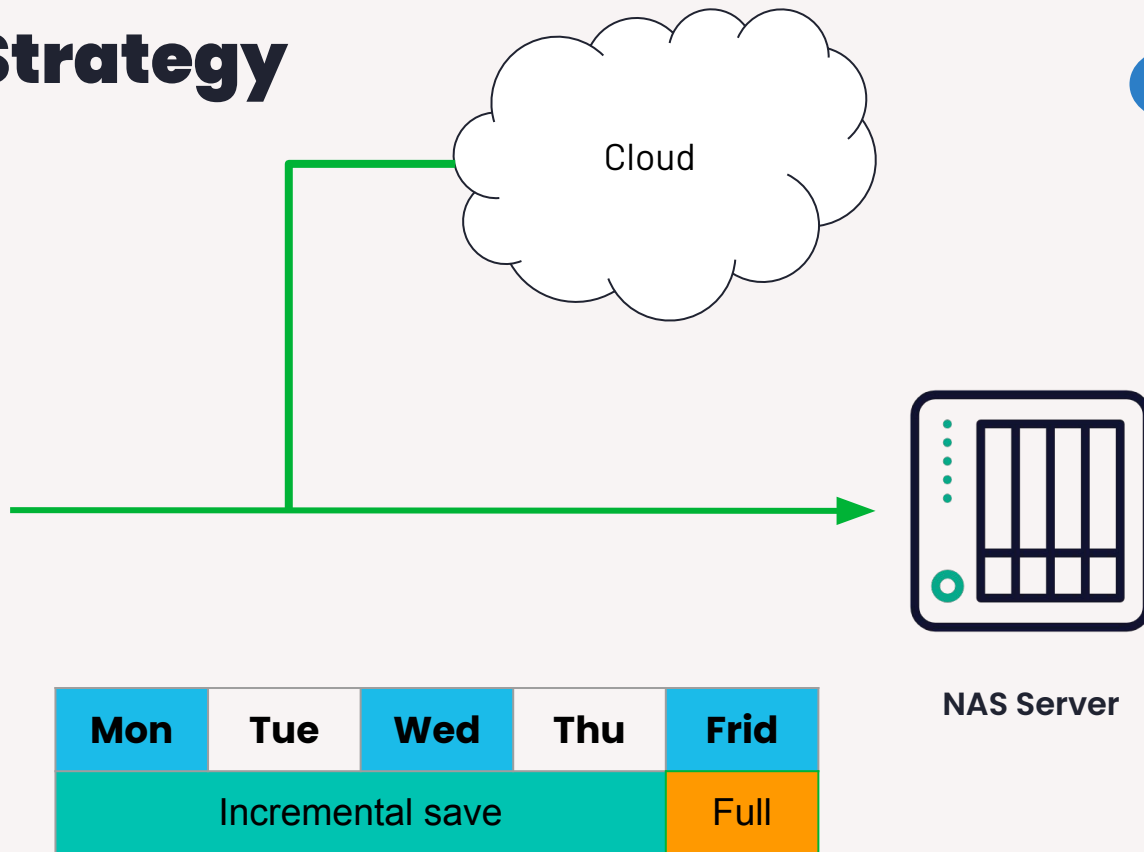 Strategy
Cloud
NAS Server
Mon Tue Wed Thu Frid
Incremental save Full